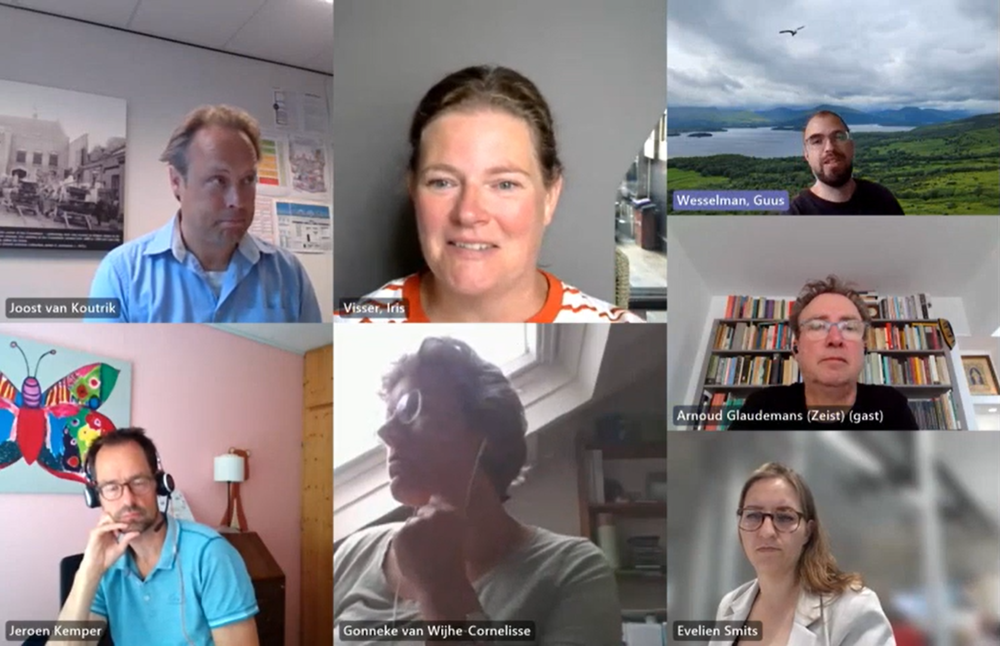 Joost van Koutrik
Visser, Iris
Wesselman, Guus
Arnoud Glaudemans (Zeist) (gast)
Jeroen Kemper
Gonneke van Wijhe-Cornelisse
Evelien Smits